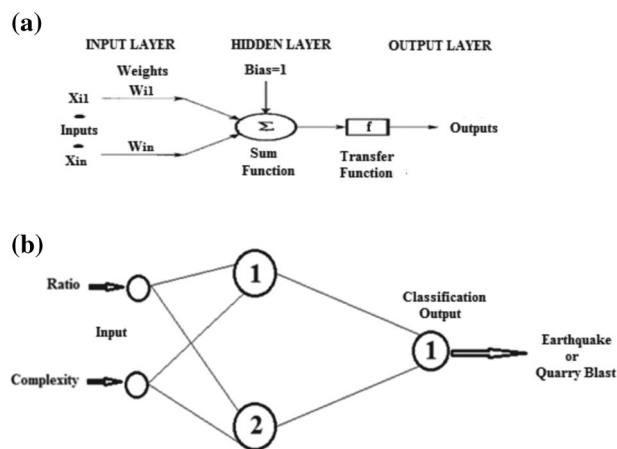 (a)
INPUT LAYER HIDDEN LAYER OUTPUT LAYER
Weights Bias=1
Xi1 Wi1
Inputs Σ f Outputs
Xin Win
Sum Function
Transfer Function
(b)
Ratio 1
Input
Classification Output
1
Earthquake or Quarry Blast
Complexity
2